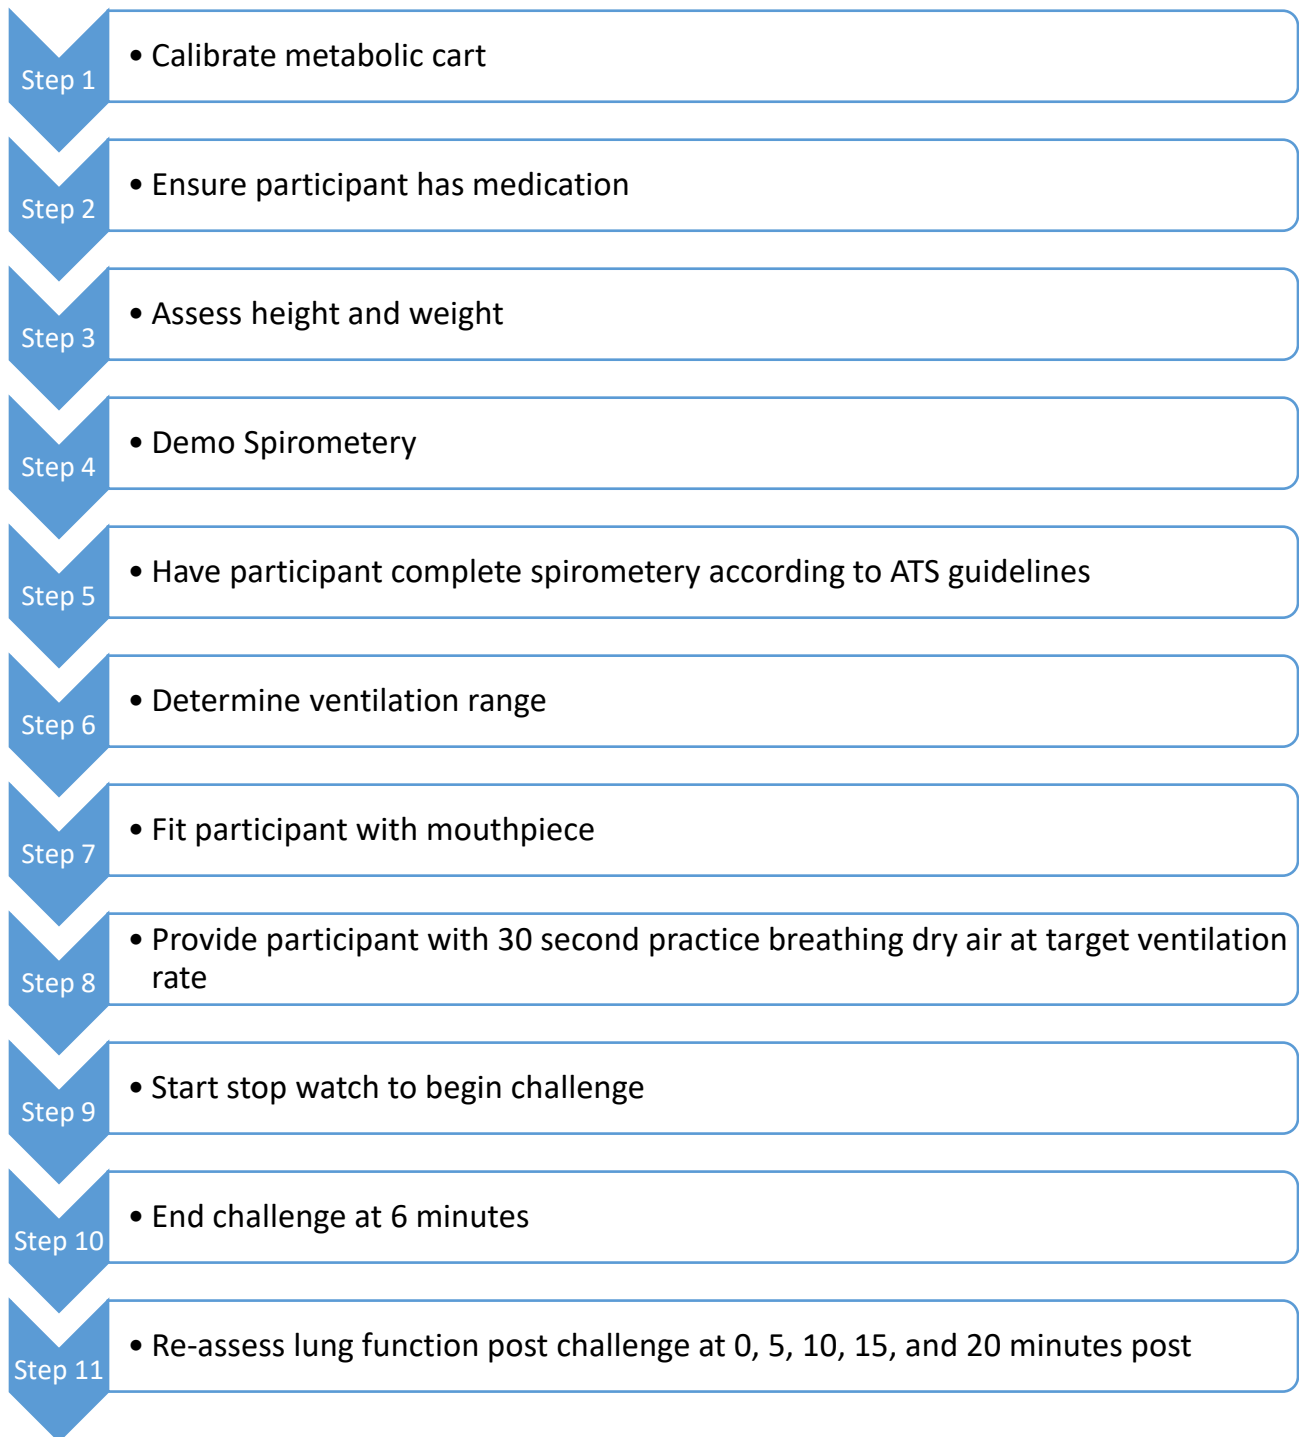 Step 1
• Calibrate metabolic cart
Step 2
• Ensure participant has medication
Step 3
• Assess height and weight
Step 4
• Demo Spirometery
Step 5
• Have participant complete spirometery according to ATS guidelines
Step 6
• Determine ventilation range
Step 7
• Fit participant with mouthpiece
Step 8
• Provide participant with 30 second practice breathing dry air at target ventilation
rate
Step 9
• Start stop watch to begin challenge
Step 10
• End challenge at 6 minutes
Step 11
• Re-assess lung function post challenge at 0, 5, 10, 15, and 20 minutes post